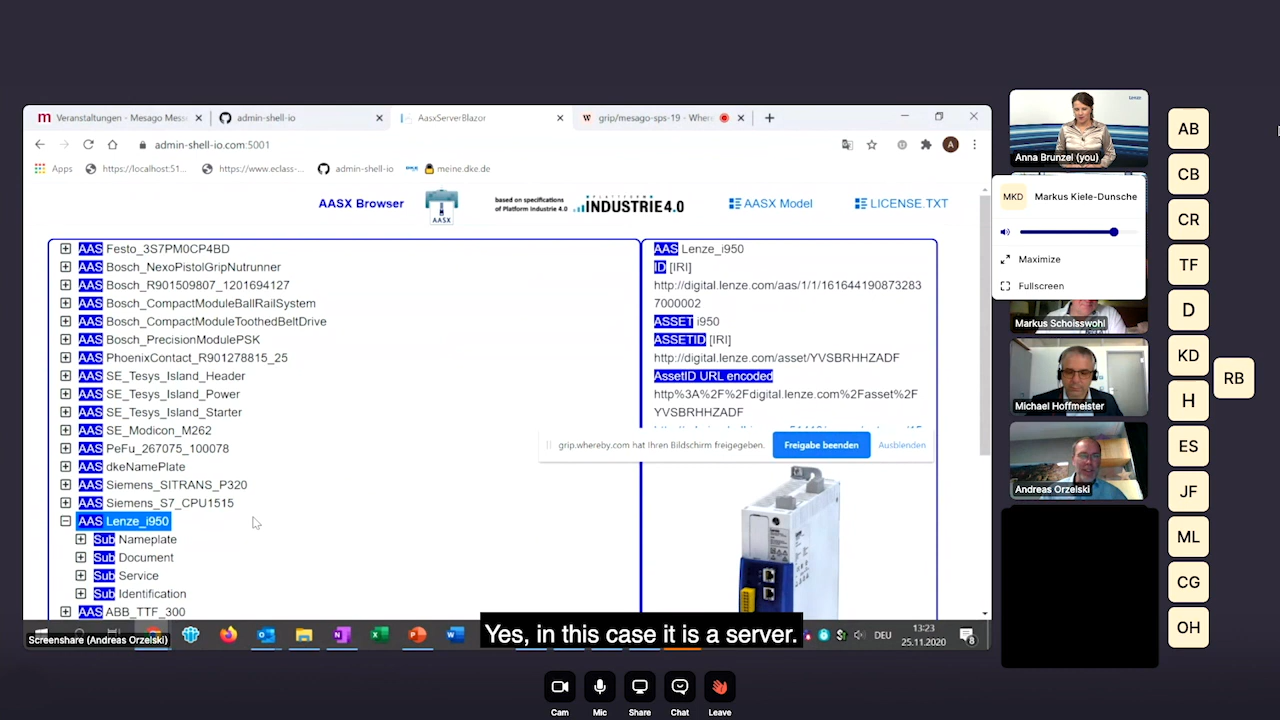 Veranstaltungen - Mesago Mess
admin-shell-io
AasxServerBlazor
grip/mesago-sps-19 - Where
admin-shell-io.com:5001
A
Apps
https://localhost:51...
https://www.eclass-...
admin-shell-io
meine.dke.de
AASX Browser
AASX
based on specifications
of Platform Industrie 4.0
PLATTFORM
INDUSTRIE4.0
AASX Model
LICENSE.TXT
AAS Festo_3S7PM0CP4BD
AAS Bosch_NexoPistolGripNutrunner
AAS Bosch_R901509807_1201694127
AAS Bosch_CompactModuleBallRailSystem
AAS Bosch_CompactModuleToothedBeltDrive
AAS Bosch_PrecisionModulePSK
AAS PhoenixContact_R901278815_25
AAS SE_Tesys_Island_Header
AAS SE_Tesys_Island_Power
AAS SE_Tesys_Island_Starter
AAS SE_Modicon_M262
AAS PeFu_267075_100078
AAS dkeNamePlate
AAS Siemens_SITRANS_P320
AAS Siemens_S7_CPU1515
AAS Lenze_i950
Sub Nameplate
Sub Document
Sub Service
Sub Identification
AAS ABB_TTF_300
AAS Lenze_i950
ID [IRI]
http://digital.lenze.com/aas/1/1/161644190873283
7000002
ASSET i950
ASSETID [IRI]
http://digital.lenze.com/asset/YVSBRHHZADF
AssetID URL encoded
http%3A%2F%2Fdigital.lenze.com%2Fasset%2F
YVSBRHHZADF
grip.whereby.com hat Ihren Bildschirm freigegeben.
Freigabe beenden
Ausblenden
Screenshare (Andreas Orzelski)
DEU
13:23
25.11.2020
8
Yes, in this case it is a server.
Anna Brunzel (you)
MKD
Markus Kiele-Dunsche
Maximize
Fullscreen
Markus Schoisswohl
Michael Hoffmeister
Andreas Orzelski
AB
CB
CR
TF
D
KD
H
ES
JF
ML
CG
OH
RB
Cam
Mic
Share
Chat
Leave